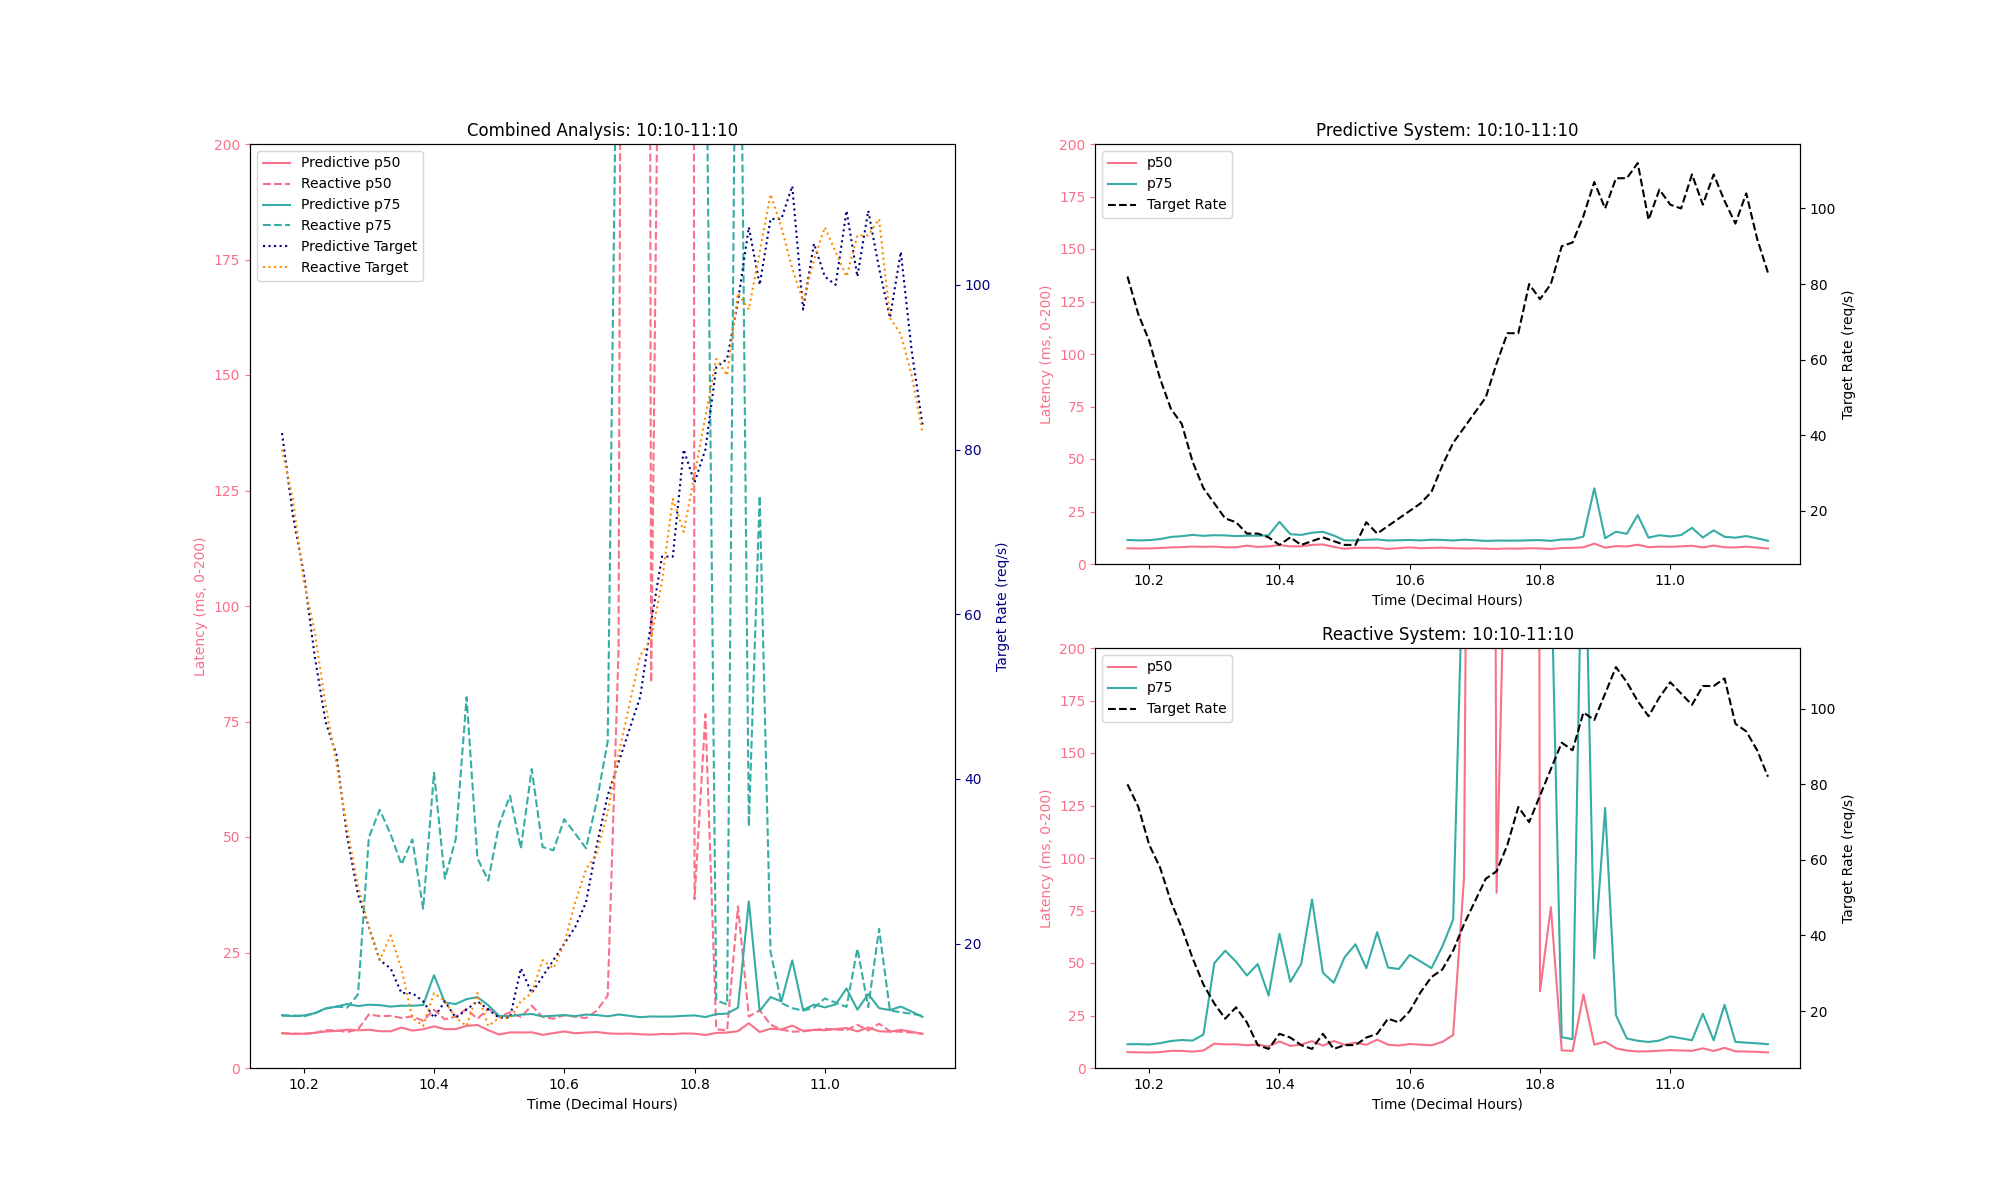 Combined Analysis: 10:10-11:10
Predictive p50
Reactive p50
Predictive p75
Reactive p75
Predictive Target
Reactive Target
200
175
150
125
100
75
50
25
0
Latency (ms, 0-200)
100
80
60
40
20
Target Rate (req/s)
10.2 10.4 10.6 10.8 11.0
Time (Decimal Hours)
Predictive System: 10:10-11:10
p50
p75
Target Rate
200
175
150
125
100
75
50
25
0
Latency (ms, 0-200)
100
80
60
40
20
Target Rate (req/s)
10.2 10.4 10.6 10.8 11.0
Time (Decimal Hours)
Reactive System: 10:10-11:10
p50
p75
Target Rate
200
175
150
125
100
75
50
25
0
Latency (ms, 0-200)
100
80
60
40
20
Target Rate (req/s)
10.2 10.4 10.6 10.8 11.0
Time (Decimal Hours)